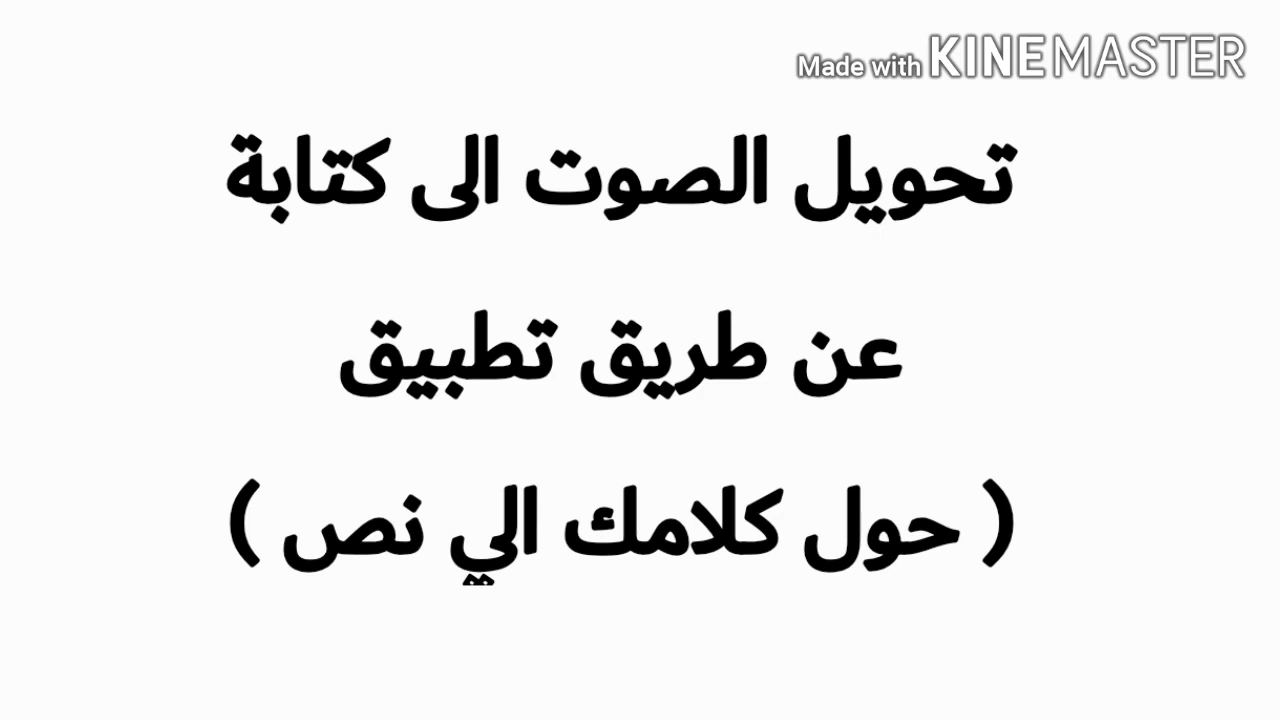 Made with KINEMASTER
تحويل الصوت الى كتابة
عن طريق تطبيق
( حول كلامك الي نص )